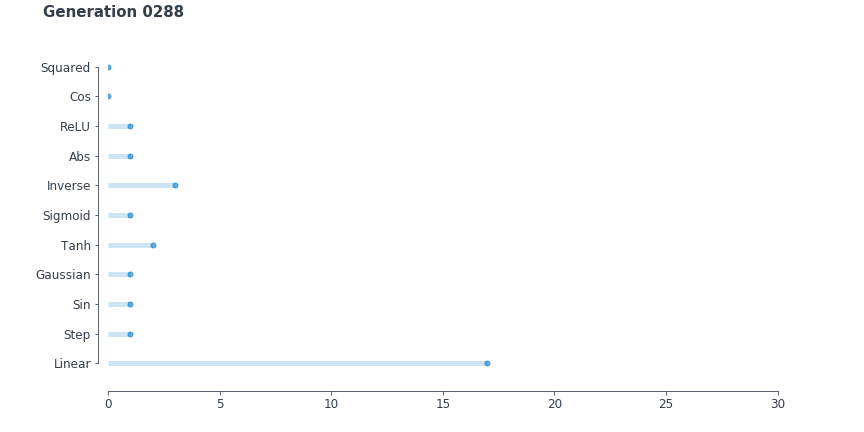 Generation 0288
Squared
Cos
ReLU
Abs
Inverse
Sigmoid
Tanh
Gaussian
Sin
Step
Linear
0 5 10 15 20 25 30